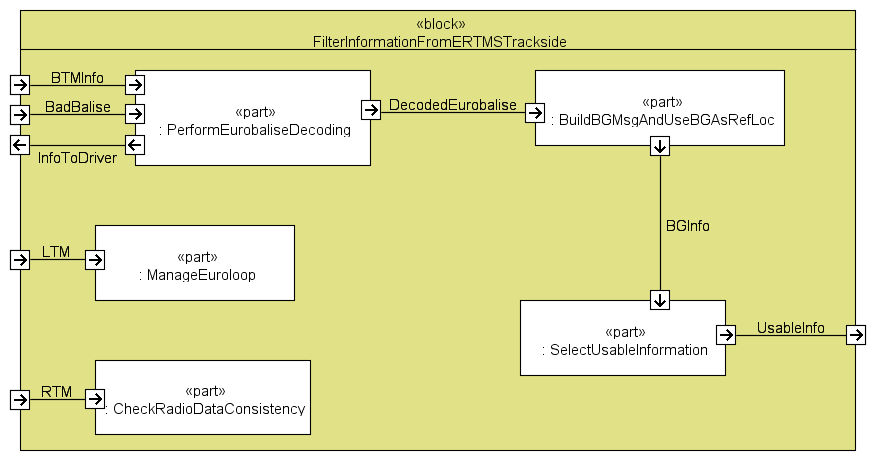 «block»
FilterInformationFromERTMSTrackside
BTMInfo
BadBalise
InfoToDriver
«part»
: PerformEurobaliseDecoding
DecodedEurobalise
«part»
: BuildBGMsgAndUseBGAsRefLoc
BGInfo
LTM
«part»
: ManageEuroloop
«part»
: SelectUsableInformation
UsableInfo
RTM
«part»
: CheckRadioDataConsistency